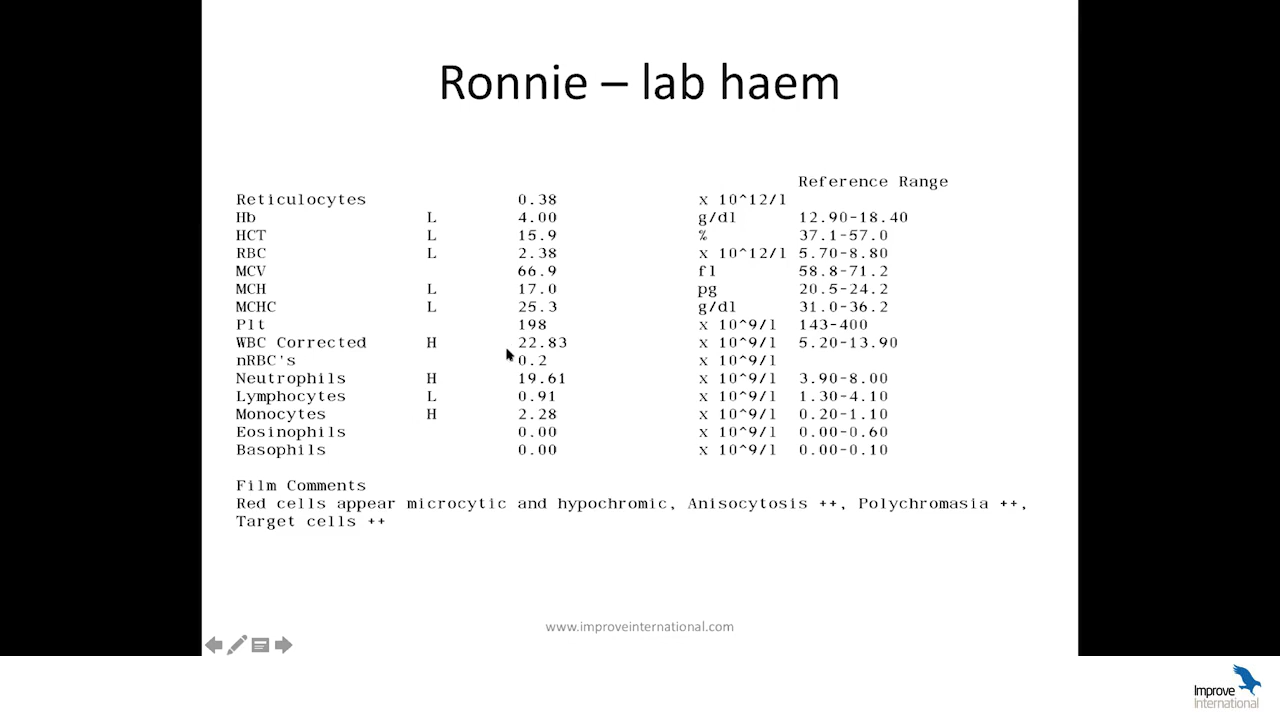 Ronnie – lab haem
Reference Range
Reticulocytes 0.38 x 10^12/l
Hb L 4.00 g/dl 12.90-18.40
HCT L 15.9 % 37.1-57.0
RBC L 2.38 x 10^12/l 5.70-8.80
MCV 66.9 fl 58.8-71.2
MCH L 17.0 pg 20.5-24.2
MCHC L 25.3 g/dl 31.0-36.2
Plt 198 x 10^9/l 143-400
WBC Corrected H 22.83 x 10^9/l 5.20-13.90
nRBC's 0.2 x 10^9/l
Neutrophils H 19.61 x 10^9/l 3.90-8.00
Lymphocytes L 0.91 x 10^9/l 1.30-4.10
Monocytes H 2.28 x 10^9/l 0.20-1.10
Eosinophils 0.00 x 10^9/l 0.00-0.60
Basophils 0.00 x 10^9/l 0.00-0.10
Film Comments
Red cells appear microcytic and hypochromic, Anisocytosis ++, Polychromasia ++,
Target cells ++
www.improveinternational.com
Improve
International